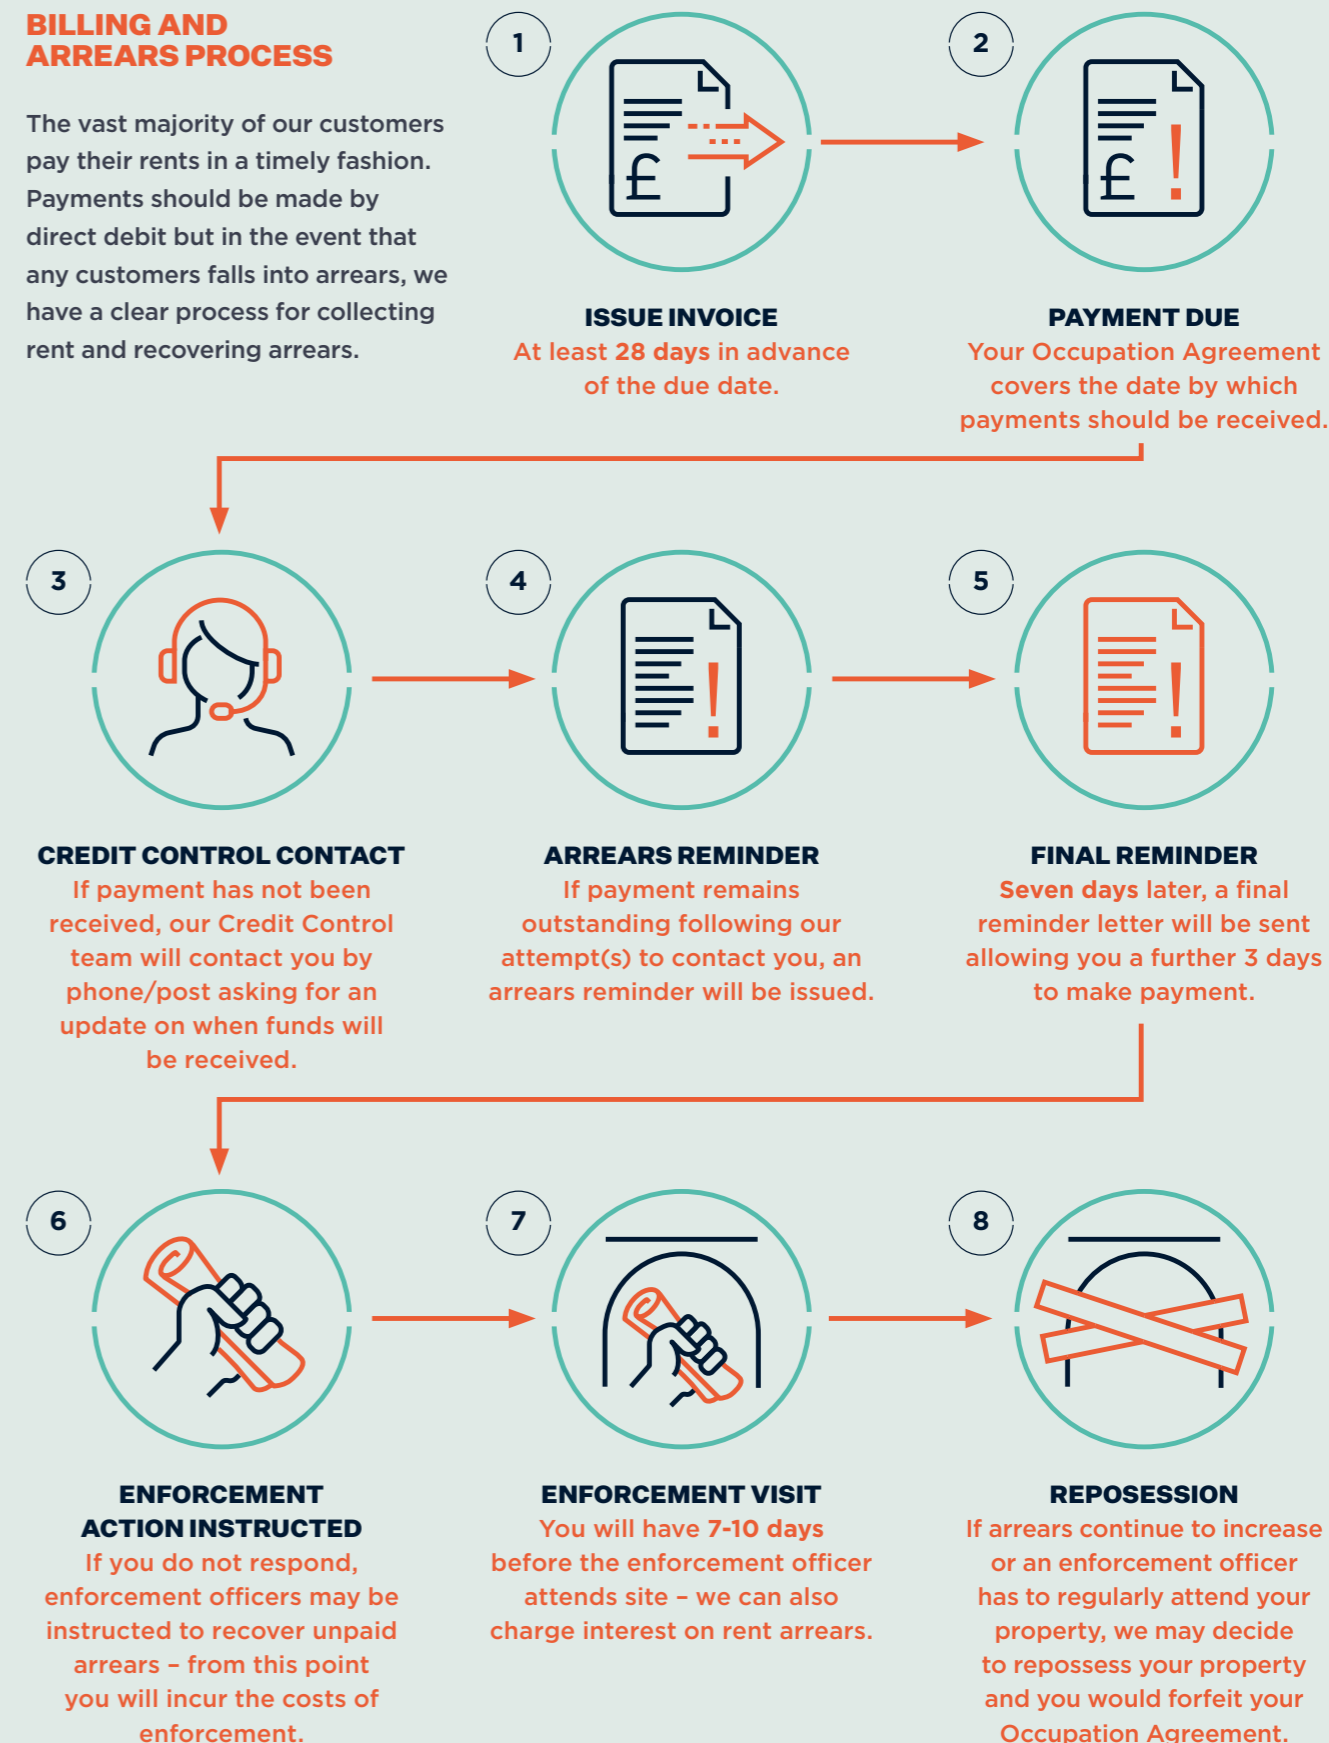 BILLING AND
ARREARS PROCESS
The vast majority of our customers
pay their rents in a timely fashion.
Payments should be made by
direct debit but in the event that
any customers falls into arrears, we
have a clear process for collecting
rent and recovering arrears.
1
£
ISSUE INVOICE
At least 28 days in advance
of the due date.
2
£ !
PAYMENT DUE
Your Occupation Agreement
covers the date by which
payments should be received.
3
CREDIT CONTROL CONTACT
If payment has not been
received, our Credit Control
team will contact you by
phone/post asking for an
update on when funds will
be received.
4
!
ARREARS REMINDER
If payment remains
outstanding following our
attempt(s) to contact you, an
arrears reminder will be issued.
5
!
FINAL REMINDER
Seven days later, a final
reminder letter will be sent
allowing you a further 3 days
to make payment.
6
ENFORCEMENT
ACTION INSTRUCTED
If you do not respond,
enforcement officers may be
instructed to recover unpaid
arrears – from this point
you will incur the costs of
enforcement.
7
ENFORCEMENT VISIT
You will have 7-10 days
before the enforcement officer
attends site – we can also
charge interest on rent arrears.
8
REPOSESSION
If arrears continue to increase
or an enforcement officer
has to regularly attend your
property, we may decide
to repossess your property
and you would forfeit your
Occupation Agreement.